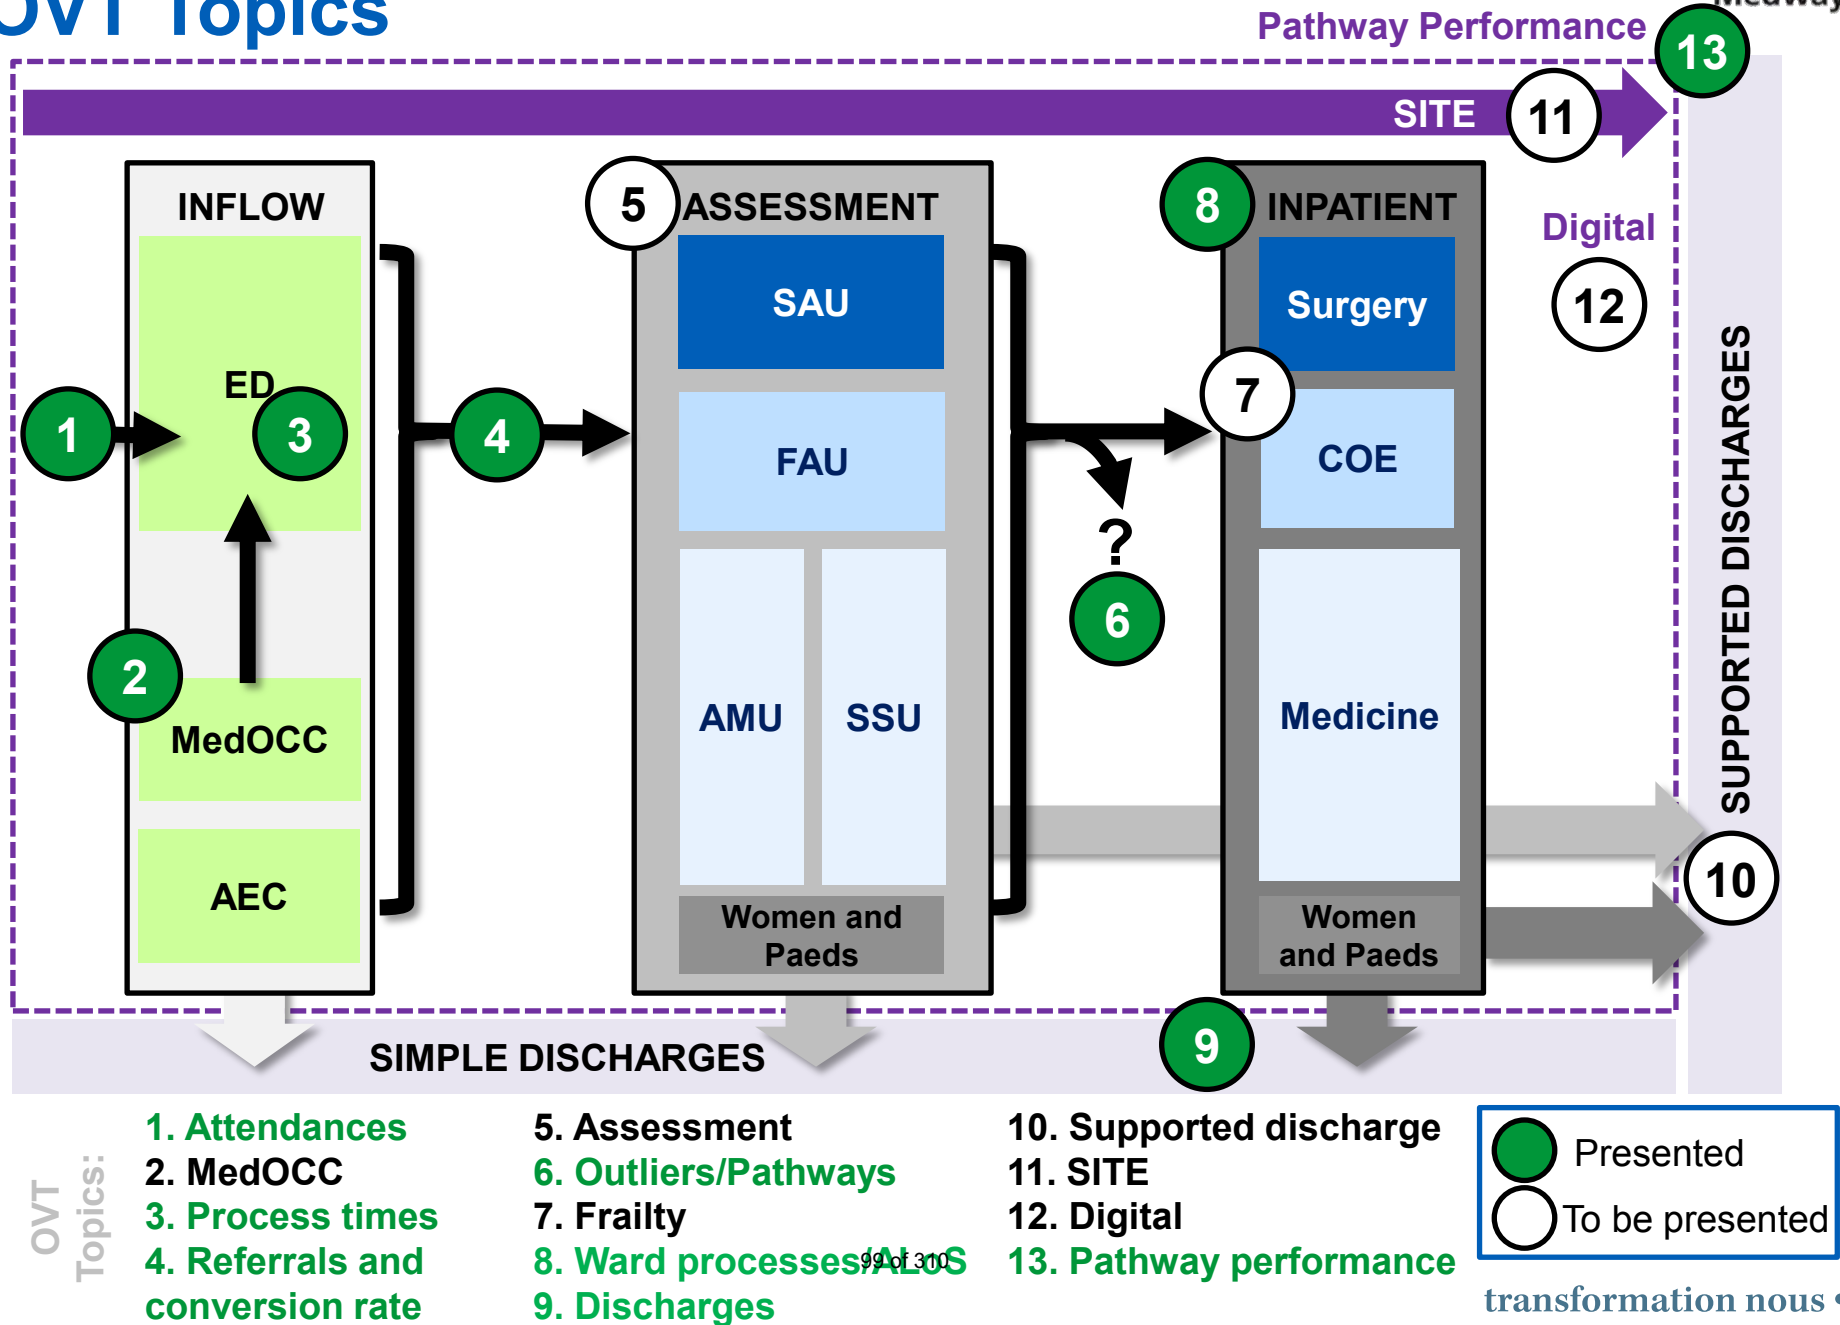 OVT Topics
Medway
Pathway Performance
13
SITE
11
INFLOW
5
ASSESSMENT
8
INPATIENT
Digital
12
SAU
Surgery
ED
1
3
4
7
FAU
COE
?
6
2
MedOCC
AMU
SSU
Medicine
SUPPORTED DISCHARGES
10
AEC
Women and
Paeds
Women
and Paeds
SIMPLE DISCHARGES
9
OVT
Topics:
1. Attendances
2. MedOCC
3. Process times
4. Referrals and
conversion rate
5. Assessment
6. Outliers/Pathways
7. Frailty
8. Ward processes/ALoS
9. Discharges
99 of 310
10. Supported discharge
11. SITE
12. Digital
13. Pathway performance
Presented
To be presented
transformation nous •